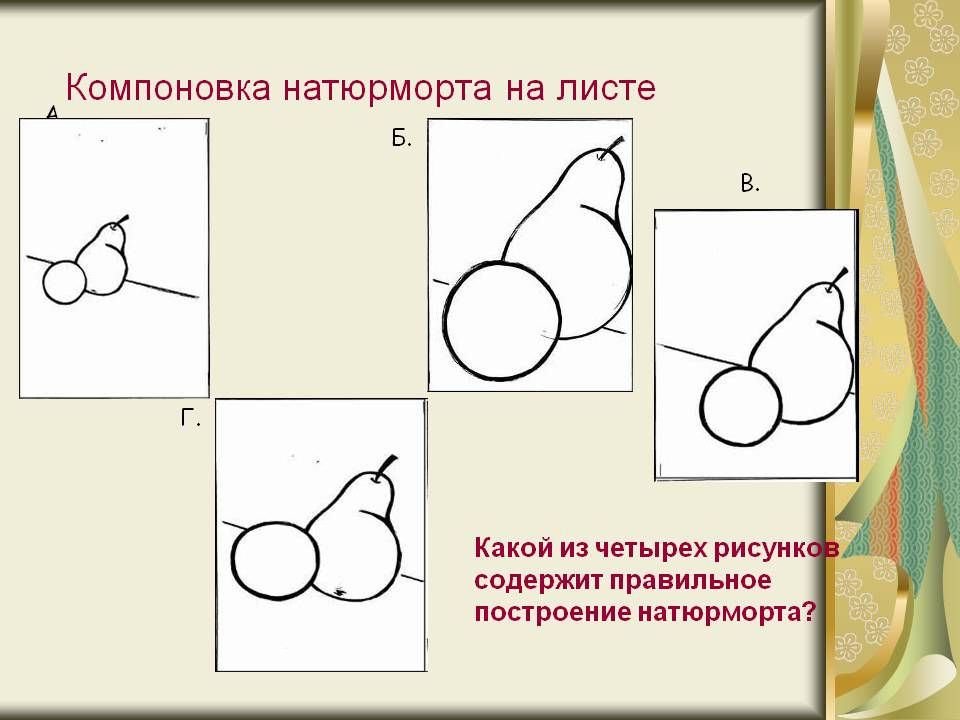 Компоновка натюрморта на листе
А
Б.
В.
Г.
Какой из четырех рисунков
содержит правильное
построение натюрморта?